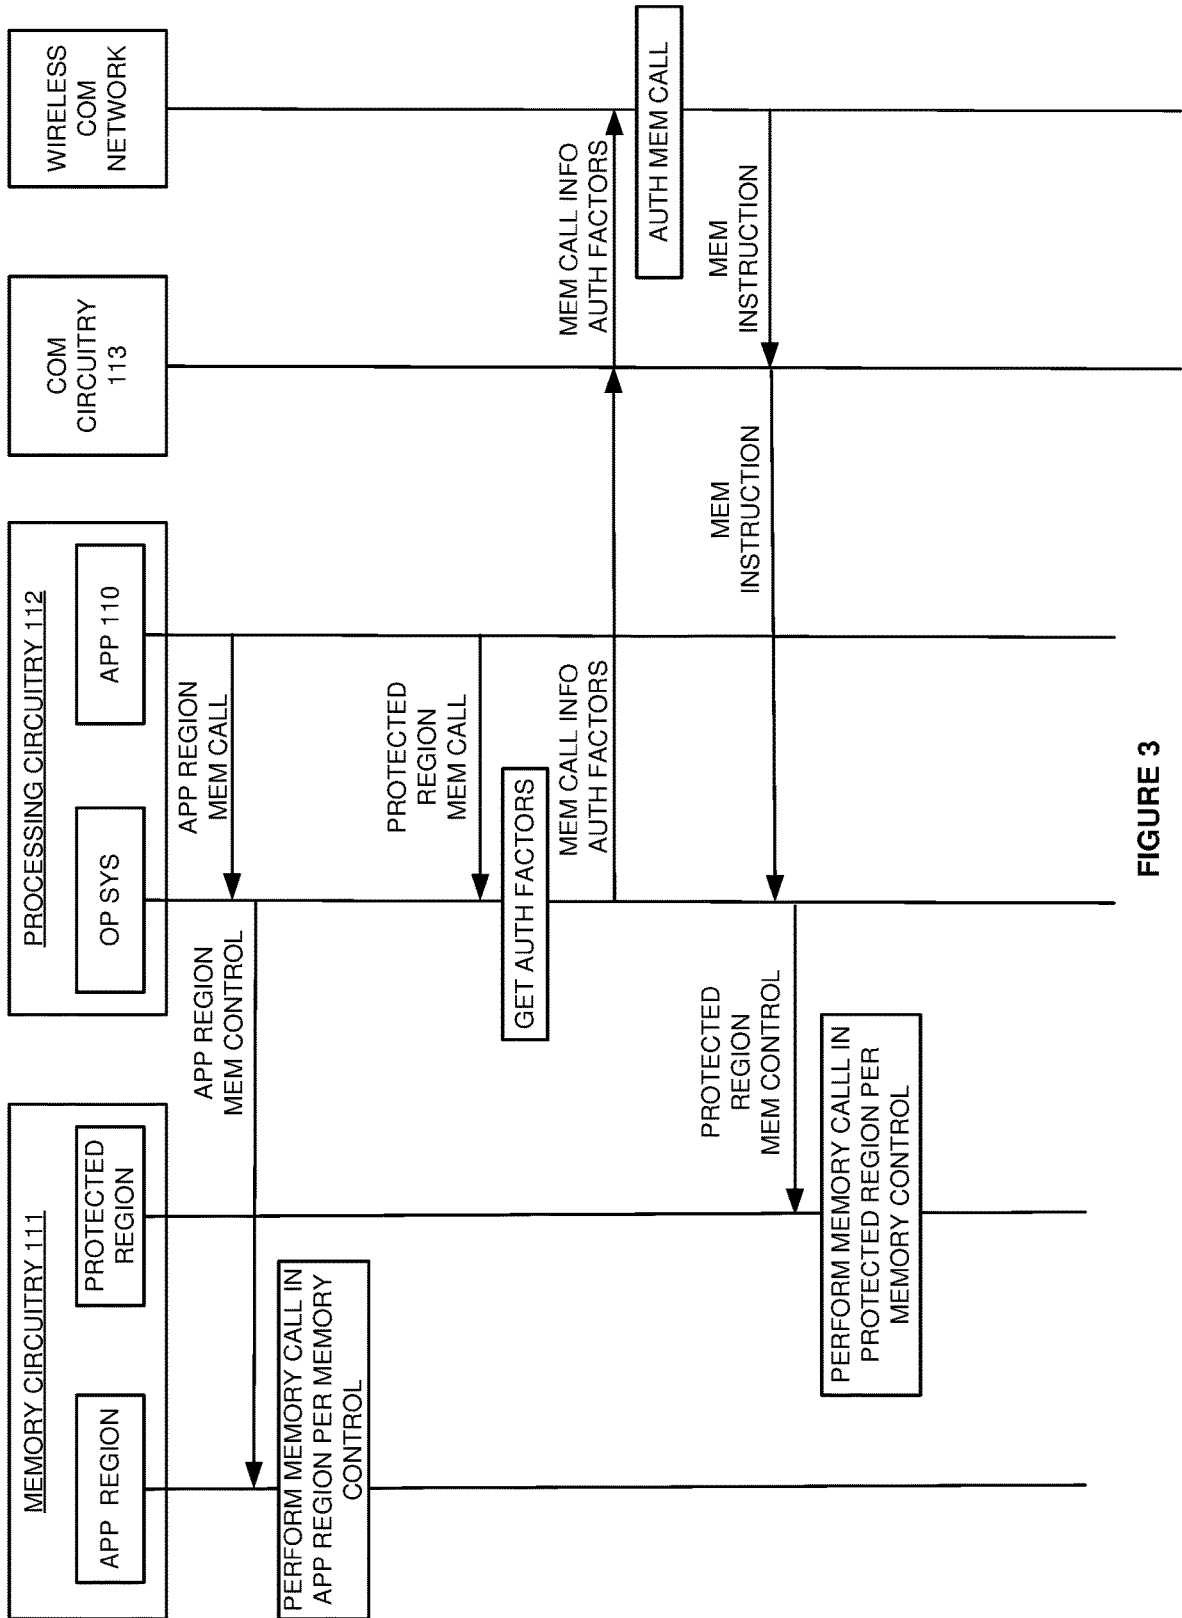 MEMORY CIRCUITRY 111
APP REGION
PROTECTED
REGION
PROCESSING CIRCUITRY 112
OP SYS
APP 110
COM
CIRCUITRY
113
WIRELESS
COM
NETWORK
APP REGION
MEM CALL
APP REGION
MEM CONTROL
PERFORM MEMORY CALL IN
APP REGION PER MEMORY
CONTROL
PROTECTED
REGION
MEM CALL
GET AUTH FACTORS
MEM CALL INFO
AUTH FACTORS
MEM CALL INFO
AUTH FACTORS
AUTH MEM CALL
MEM
INSTRUCTION
MEM
INSTRUCTION
PROTECTED
REGION
MEM CONTROL
PERFORM MEMORY CALL IN
PROTECTED REGION PER
MEMORY CONTROL
FIGURE 3